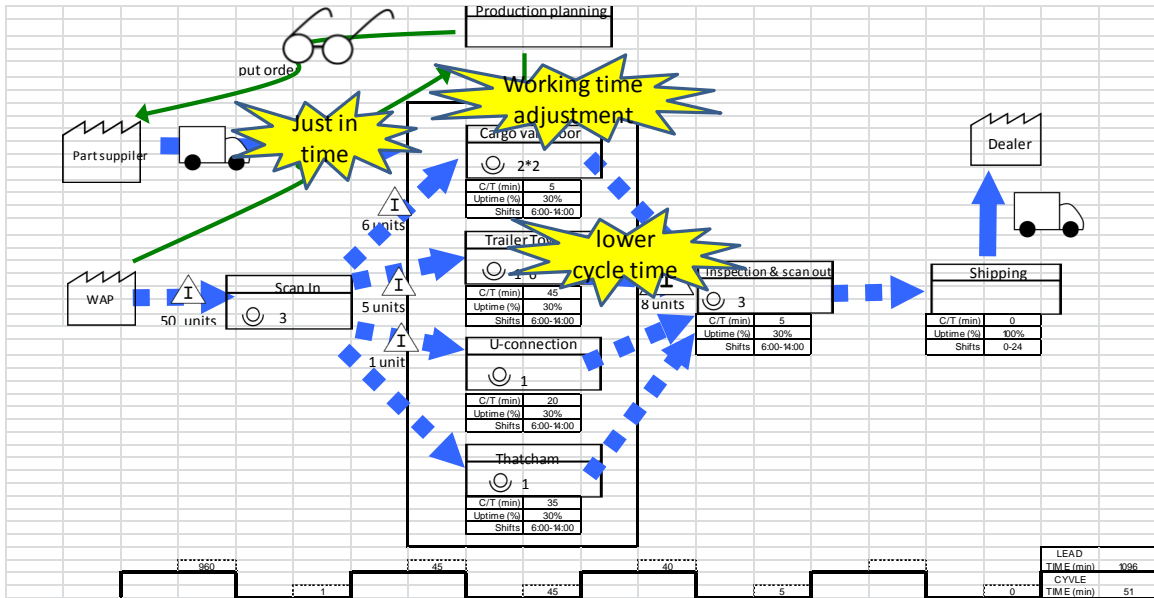 Production planning
put orde
Working time
adjustment
Just in
time
Part suppiler
Cargo van
2*2
C/T (min) 5
Uptime (%) 30%
Shifts 6:00-14:00
Dealer
I
6 units
Trailer Tow
lower
cycle time
C/T (min) 45
Uptime (%) 30%
Shifts 6:00-14:00
I
5 units
WAP
I
50 units
Scan In
3
I
8 units
Inspection & scan out
3
C/T (min) 5
Uptime (%) 30%
Shifts 6:00-14:00
Shipping
C/T (min) 0
Uptime (%) 100%
Shifts 0-24
I
1 unit
U-connection
1
C/T (min) 20
Uptime (%) 30%
Shifts 6:00-14:00
Thatcham
1
C/T (min) 35
Uptime (%) 30%
Shifts 6:00-14:00
960 45 40
LEAD
TIME (min) 1096
1 45 5 0
CYVLE
TIME (min) 51